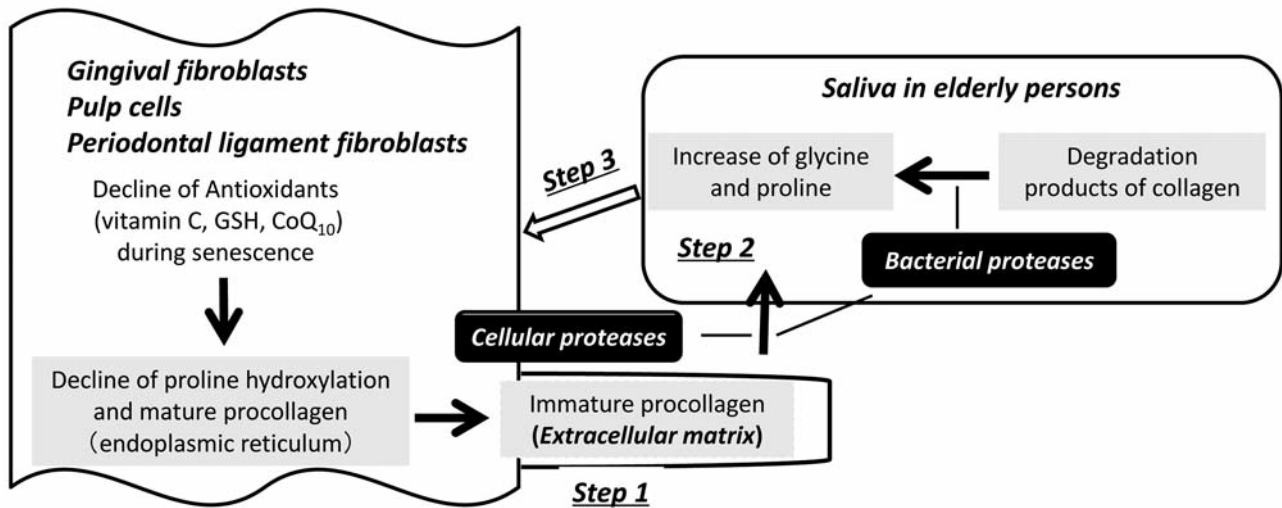 Gingival fibroblasts
Pulp cells
Periodontal ligament fibroblasts
Decline of Antioxidants
(vitamin C, GSH, CoQ₁₀)
during senescence
Decline of proline hydroxylation
and mature procollagen
（endoplasmic reticulum）
Immature procollagen
(Extracellular matrix)
Step 1
Cellular proteases
Step 2
Bacterial proteases
Saliva in elderly persons
Increase of glycine
and proline
Degradation
products of collagen
Step 3